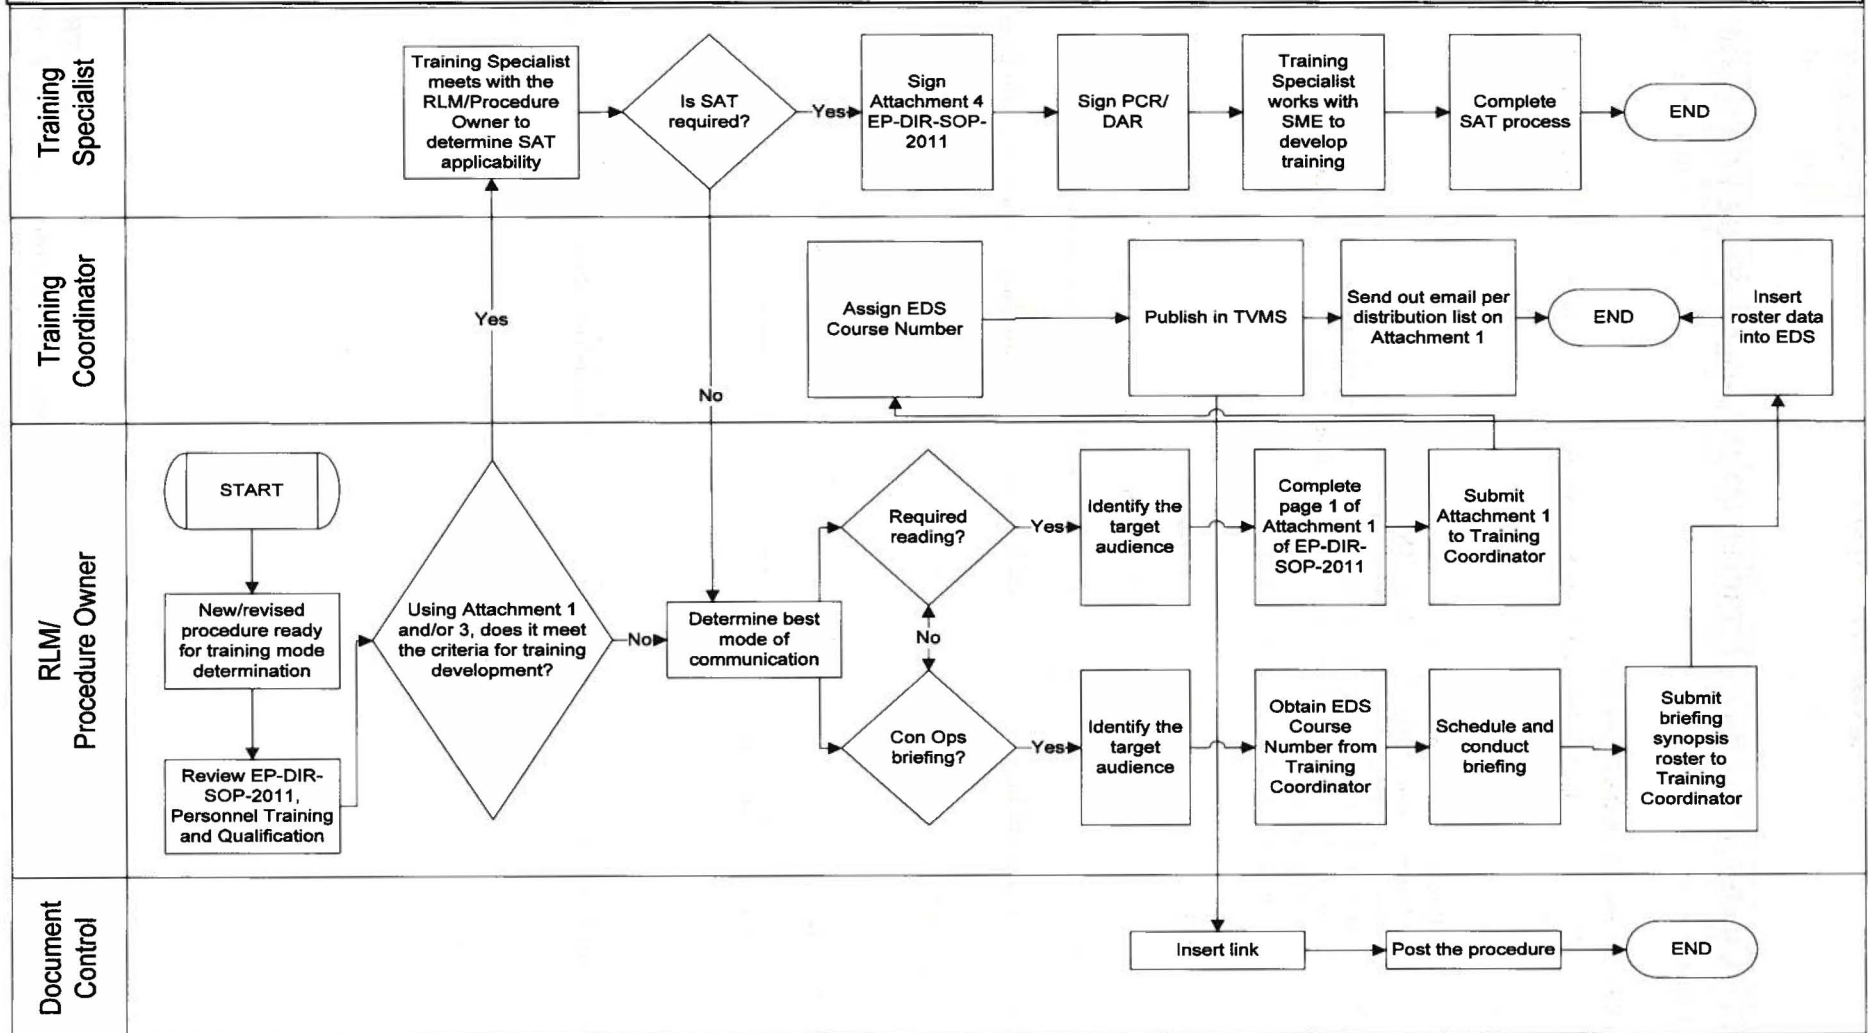 Training
Specialist
Training Specialist
meets with the
RLM/Procedure
Owner to
determine SAT
applicability
Is SAT
required?
Yes
Sign
Attachment 4
EP-DIR-SOP-
2011
Sign PCR/
DAR
Training
Specialist
works with
SME to
develop
training
Complete
SAT process
END
Training
Coordinator
Yes
No
Assign EDS
Course Number
Publish in TVMS
Send out email per
distribution list on
Attachment 1
END
Insert
roster data
into EDS
RLM/
Procedure Owner
START
New/revised
procedure ready
for training mode
determination
Review EP-DIR-
SOP-2011,
Personnel Training
and Qualification
Using Attachment 1
and/or 3, does it meet
the criteria for training
development?
No
Determine best
mode of
communication
Required
reading?
Yes
Identify the
target
audience
Complete
page 1 of
Attachment 1
of EP-DIR-
SOP-2011
Submit
Attachment 1
to Training
Coordinator
No
Con Ops
briefing?
Yes
Identify the
target
audience
Obtain EDS
Course
Number from
Training
Coordinator
Schedule and
conduct
briefing
Submit
briefing
synopsis
roster to
Training
Coordinator
Document
Control
Insert link
Post the procedure
END